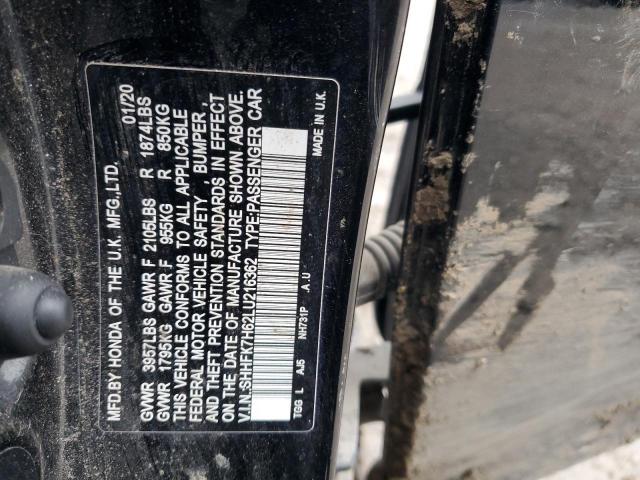 MFD.BY HONDA OF THE U.K. MFG.,LTD. 01/20
GVWR 3957LBS GAWR F 2105LBS R 1874LBS
GVWR 1795KG GAWR F 955KG R 850KG
THIS VEHICLE CONFORMS TO ALL APPLICABLE
FEDERAL MOTOR VEHICLE SAFETY , BUMPER ,
AND THEFT PREVENTION STANDARDS IN EFFECT
ON THE DATE OF MANUFACTURE SHOWN ABOVE.
V.I.N.:SHHFK7H62LU216362 TYPE:PASSENGER CAR
TGG L AJ5 NH731P .A.U MADE IN U.K.